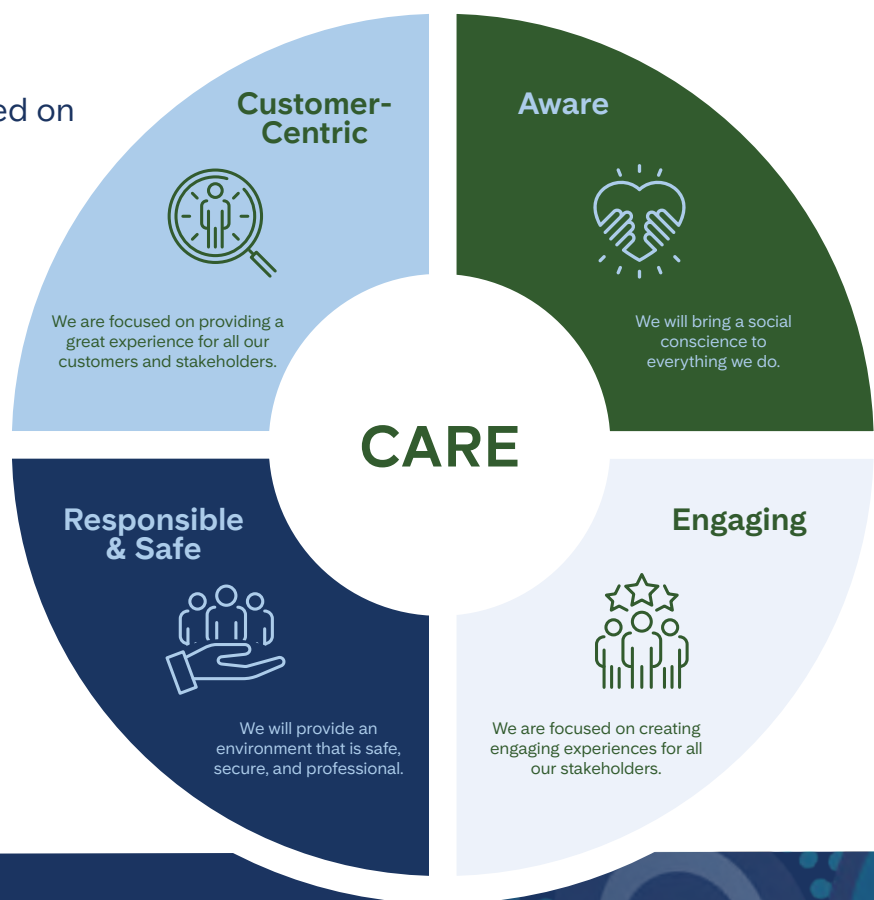 ed on
Customer-
Centric
We are focused on providing a
great experience for all our
customers and stakeholders.
Aware
We will bring a social
conscience to
everything we do.
CARE
Responsible
& Safe
We will provide an
environment that is safe,
secure, and professional.
Engaging
We are focused on creating
engaging experiences for all
our stakeholders.